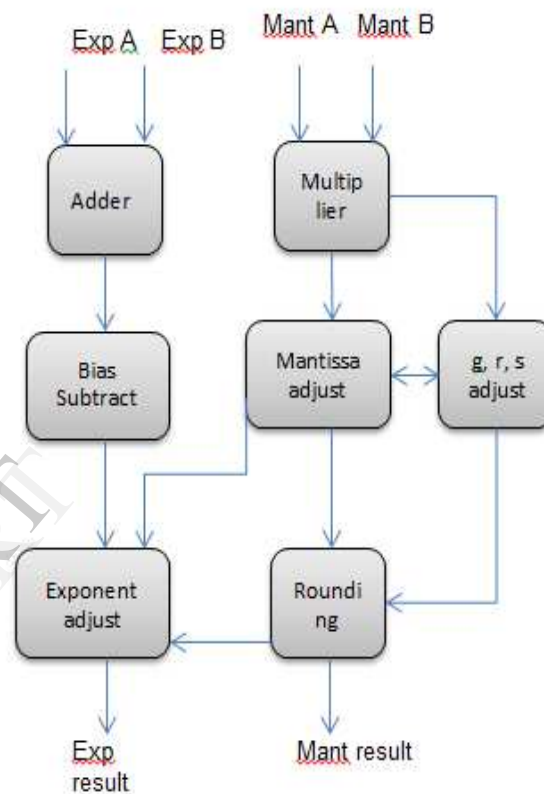 Exp A Exp B Mant A Mant B
Adder
Multip
lier
Bias
Subtract
Mantissa
adjust
g, r, s
adjust
Exponent
adjust
Roundi
ng
Exp
result
Mant result